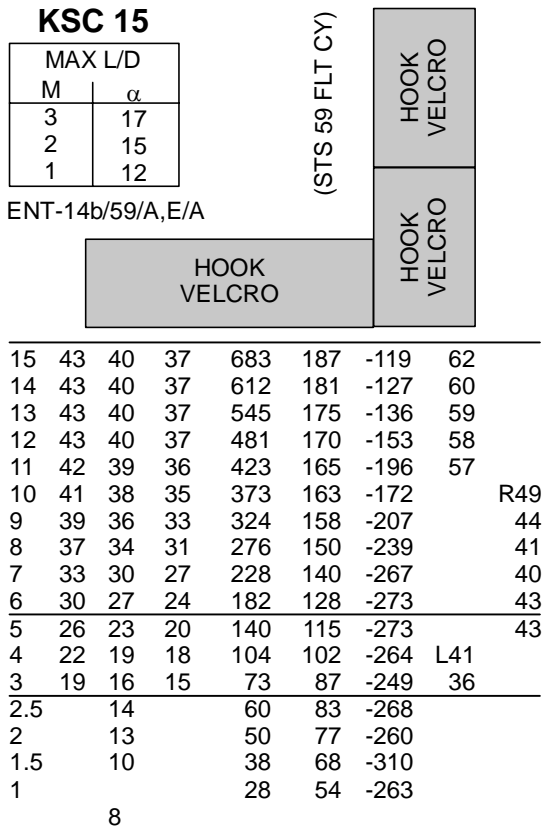 KSC 15
MAX L/D
M α
3 17
2 15
1 12
ENT-14b/59/A,E/A
(STS 59 FLT CY)
HOOK
VELCRO
HOOK
VELCRO
HOOK
VELCRO
15 43 40 37 683 187 -119 62
14 43 40 37 612 181 -127 60
13 43 40 37 545 175 -136 59
12 43 40 37 481 170 -153 58
11 42 39 36 423 165 -196 57
10 41 38 35 373 163 -172 R49
9 39 36 33 324 158 -207 44
8 37 34 31 276 150 -239 41
7 33 30 27 228 140 -267 40
6 30 27 24 182 128 -273 43
5 26 23 20 140 115 -273 43
4 22 19 18 104 102 -264 L41
3 19 16 15 73 87 -249 36
2.5 14 60 83 -268
2 13 50 77 -260
1.5 10 38 68 -310
1 28 54 -263
8